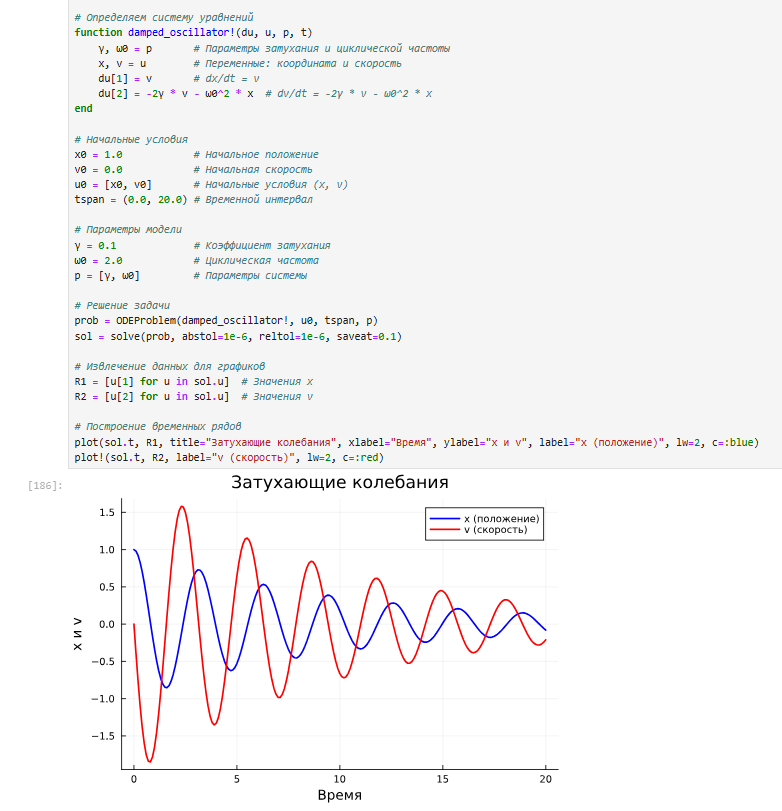 # Определяем систему уравнений
function damped_oscillator!(du, u, p, t)
    γ, ω0 = p       # Параметры затухания и циклической частоты
    x, v = u        # Переменные: координата и скорость
    du[1] = v       # dx/dt = v
    du[2] = -2γ * v - ω0^2 * x  # dv/dt = -2γ * v - ω0^2 * x
end
# Начальные условия
x0 = 1.0            # Начальное положение
v0 = 0.0            # Начальная скорость
u0 = [x0, v0]       # Начальные условия (x, v)
tspan = (0.0, 20.0) # Временной интервал
# Параметры модели
γ = 0.1             # Коэффициент затухания
ω0 = 2.0            # Циклическая частота
p = [γ, ω0]         # Параметры системы
# Решение задачи
prob = ODEProblem(damped_oscillator!, u0, tspan, p)
sol = solve(prob, abstol=1e-6, reltol=1e-6, saveat=0.1)
# Извлечение данных для графиков
R1 = [u[1] for u in sol.u]  # Значения x
R2 = [u[2] for u in sol.u]  # Значения v
# Построение временных рядов
plot(sol.t, R1, title="Затухающие колебания", xlabel="Время", ylabel="x и v", label="x (положение)", lw=2, c=:blue)
plot!(sol.t, R2, label="v (скорость)", lw=2, c=:red)
[186]:
Затухающие колебания
x (положение)
v (скорость)
1.5
1.0
0.5
0.0
-0.5
-1.0
-1.5
x и v
0 5 10 15 20
Время